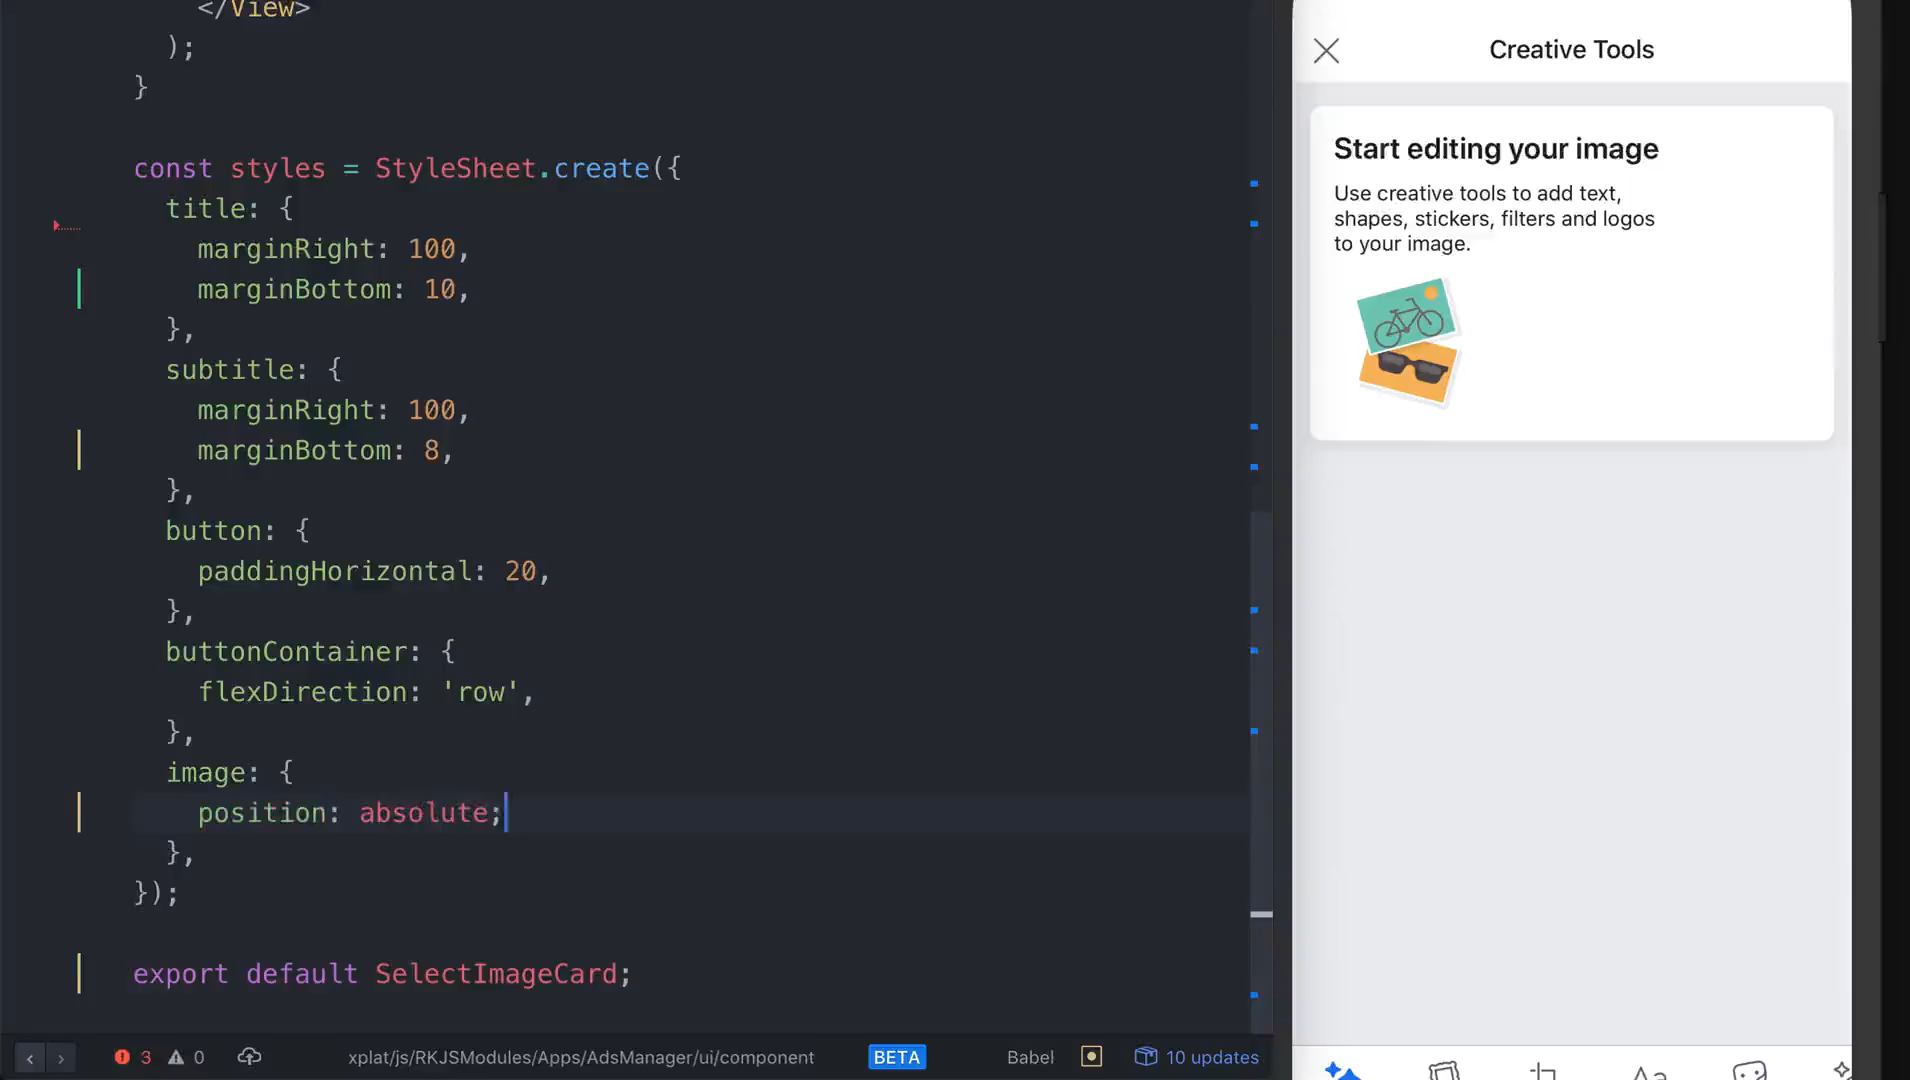 </View>
);
}
const styles = StyleSheet.create({
title: {
marginRight: 100,
marginBottom: 10,
},
subtitle: {
marginRight: 100,
marginBottom: 8,
},
button: {
paddingHorizontal: 20,
},
buttonContainer: {
flexDirection: 'row',
},
image: {
position: absolute;
},
});
export default SelectImageCard;
< > 3 0 xplat/js/RKJSModules/Apps/AdsManager/ui/component BETA Babel 10 updates
Creative Tools
Start editing your image
Use creative tools to add text,
shapes, stickers, filters and logos
to your image.
Aa